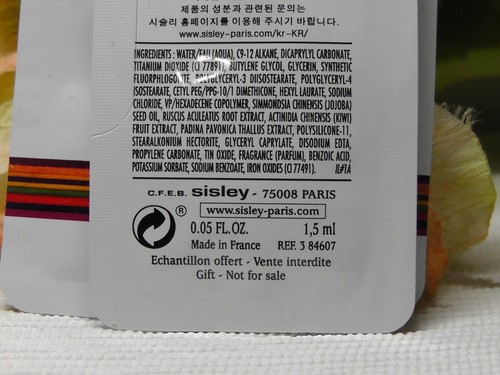 제품의 성분과 관련된 문의는
시슬리 홈페이지를 이용해 주시기 바랍니다.
www.sisley-paris.com/kr-KR/
INGREDIENTS : WATER/EAU (AQUA), C9-12 ALKANE, DICAPRYLYL CARBONATE,
TITANIUM DIOXIDE (CI 77891), BUTYLENE GLYCOL, GLYCERIN, SYNTHETIC
FLUORPHLOGOPITE, POLYGLYCERYL-3 DIISOSTEARATE, POLYGLYCERYL-4
ISOSTEARATE, CETYL PEG/PPG-10/1 DIMETHICONE, HEXYL LAURATE, SODIUM
CHLORIDE, VP/HEXADECENE COPOLYMER, SIMMONDSIA CHINENSIS (JOJOBA)
SEED OIL, RUSCUS ACULEATUS ROOT EXTRACT, ACTINIDIA CHINENSIS (KIWI)
FRUIT EXTRACT, PADINA PAVONICA THALLUS EXTRACT, POLYSILICONE-11,
STEARALKONIUM HECTORITE, GLYCERYL CAPRYLATE, DISODIUM EDTA,
PROPYLENE CARBONATE, TIN OXIDE, FRAGRANCE (PARFUM), BENZOIC ACID,
POTASSIUM SORBATE, SODIUM BENZOATE, IRON OXIDES (CI 77491). IL#1A
C.F.E.B. sisley - 75008 PARIS
www.sisley-paris.com
® 0.05 FL.OZ. 1,5 ml
Made in France REF. 3 84607
Echantillon offert - Vente interdite
Gift - Not for sale